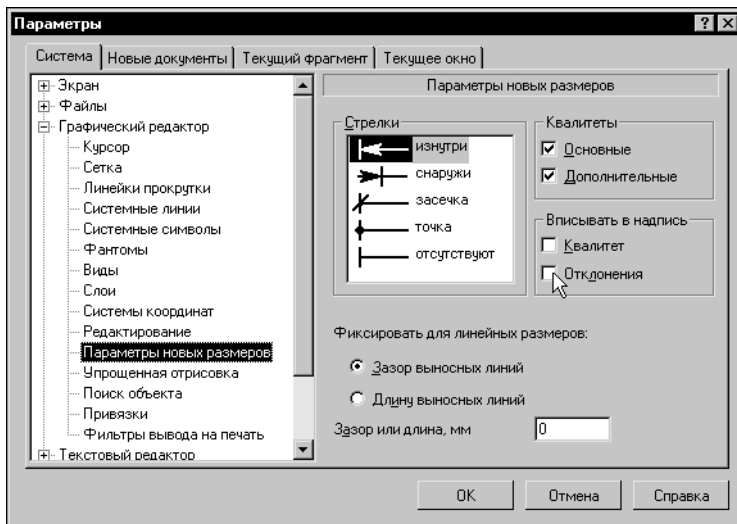 Параметры
Система Новые документы Текущий фрагмент Текущее окно
Экран
Файлы
Графический редактор
Курсор
Сетка
Линейки прокрутки
Системные линии
Системные символы
Фантомы
Виды
Слои
Системы координат
Редактирование
Параметры новых размеров
Упрощенная отрисовка
Поиск объекта
Привязки
Фильтры вывода на печать
Текстовый редактор
Параметры новых размеров
Стрелки
изнутри
снаружи
засечка
точка
отсутствуют
Квалитеты
Основные
Дополнительные
Вписывать в надпись
Квалитет
Отклонения
Фиксировать для линейных размеров:
Зазор выносных линий
Длину выносных линий
Зазор или длина, мм 0
OK Отмена Справка